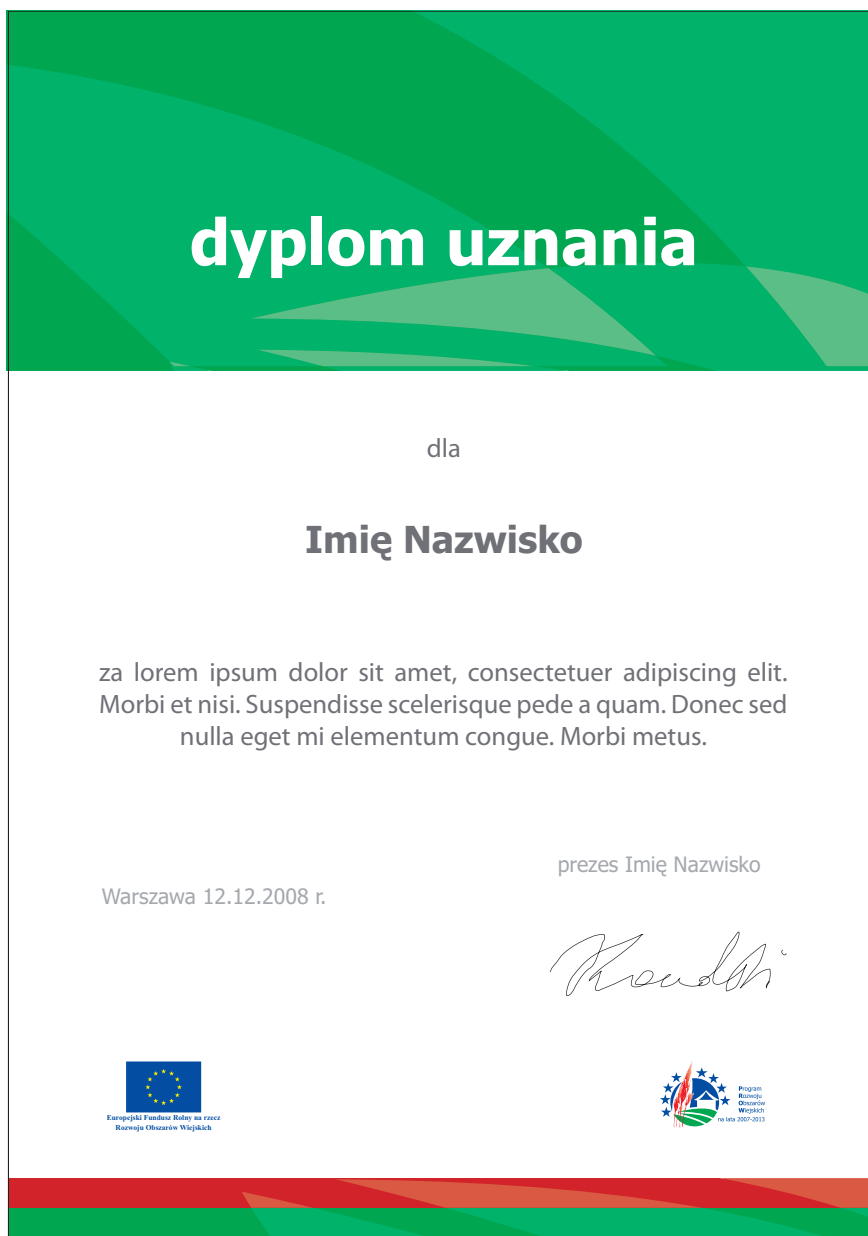 dyplom uznania
dla
Imię Nazwisko
za lorem ipsum dolor sit amet, consectetuer adipiscing elit.
Morbi et nisi. Suspendisse scelerisque pede a quam. Donec sed
nulla eget mi elementum congue. Morbi metus.
prezes Imię Nazwisko
Warszawa 12.12.2008 r.
Europejski Fundusz Rolny na rzecz
Rozwoju Obszarów Wiejskich
Program
Rozwoju
Obszarów
Wiejskich
na lata 2007-2013